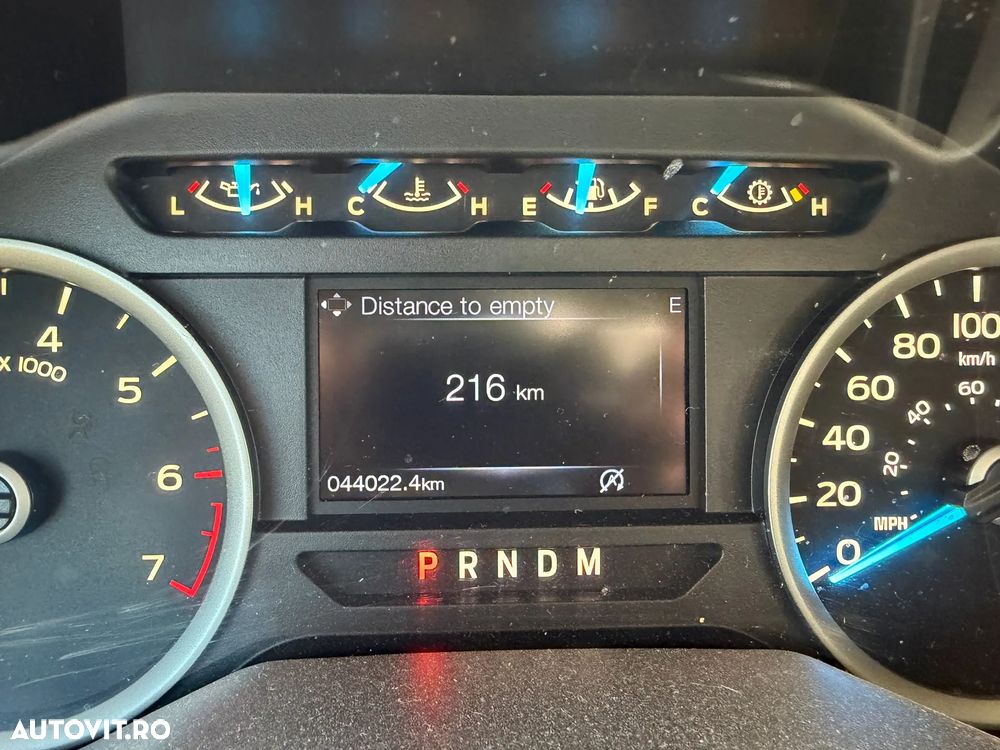 L H C H E F C H
Distance to empty E
216 km
044022.4km
P R N D M
4
X 1000
5
6
7
100
km/h
80
60
60
40
40
20
20
MPH
0
AUTOVIT.RO